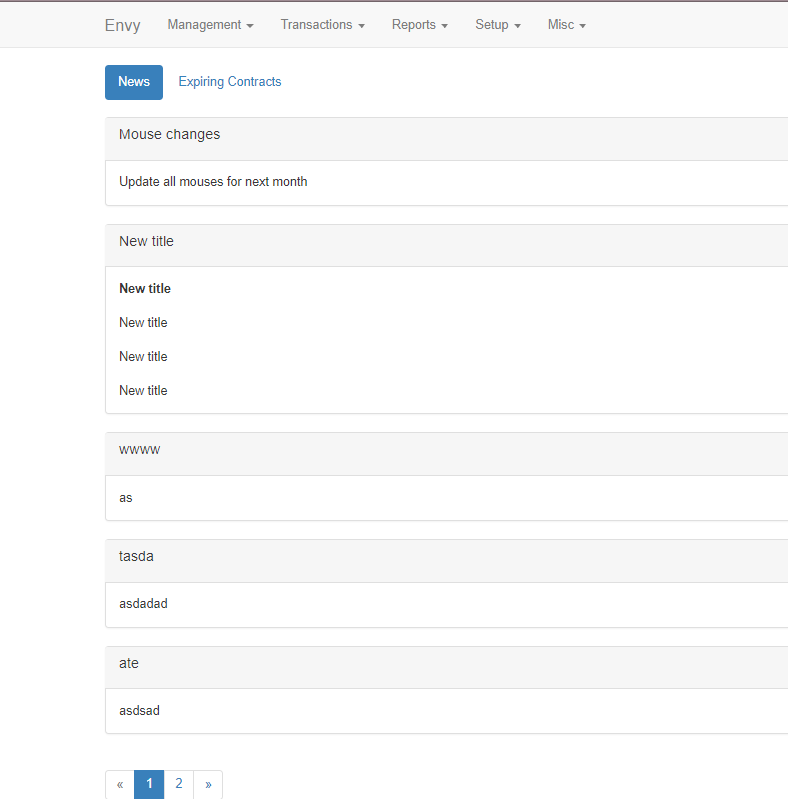 Envy Management Transactions Reports Setup Misc
News Expiring Contracts
Mouse changes
Update all mouses for next month
New title
New title
New title
New title
New title
wwww
as
tasda
asdadad
ate
asdsad
« 1 2 »